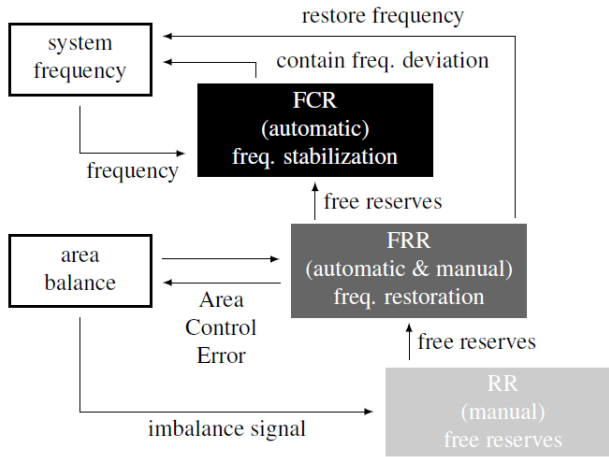 restore frequency
system
frequency
contain freq. deviation
FCR
(automatic)
freq. stabilization
frequency
free reserves
area
balance
FRR
(automatic & manual)
freq. restoration
Area
Control
Error
free reserves
RR
(manual)
free reserves
imbalance signal